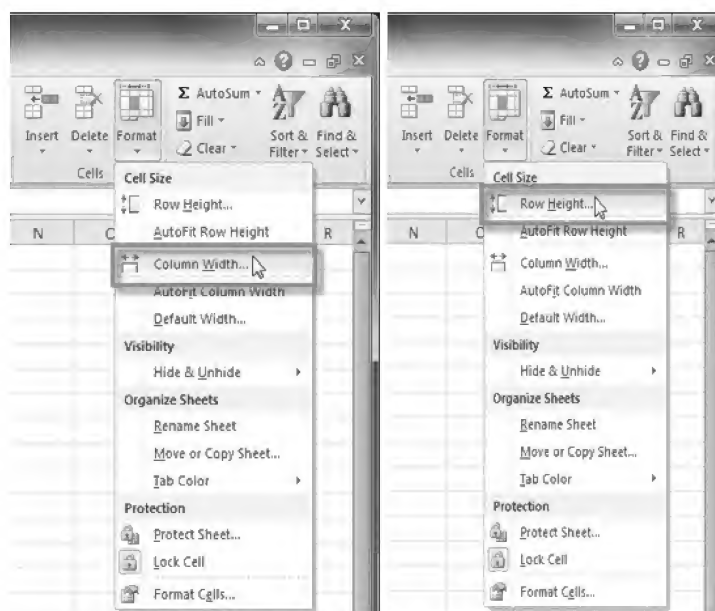 Insert Delete Format
Σ AutoSum
Fill
Clear
Sort & Filter
Find & Select
Cells
Cell Size
Row Height...
AutoFit Row Height
N
R
Column Width...
AutoFit Column Width
Default Width...
Visibility
Hide & Unhide
Organize Sheets
Rename Sheet
Move or Copy Sheet...
Tab Color
Protection
Protect Sheet...
Lock Cell
Format Cells...
Insert Delete Format
Σ AutoSum
Fill
Clear
Sort & Filter
Find & Select
Cells
Cell Size
Row Height...
AutoFit Row Height
N
R
Column Width...
AutoFit Column Width
Default Width...
Visibility
Hide & Unhide
Organize Sheets
Rename Sheet
Move or Copy Sheet...
Tab Color
Protection
Protect Sheet...
Lock Cell
Format Cells...